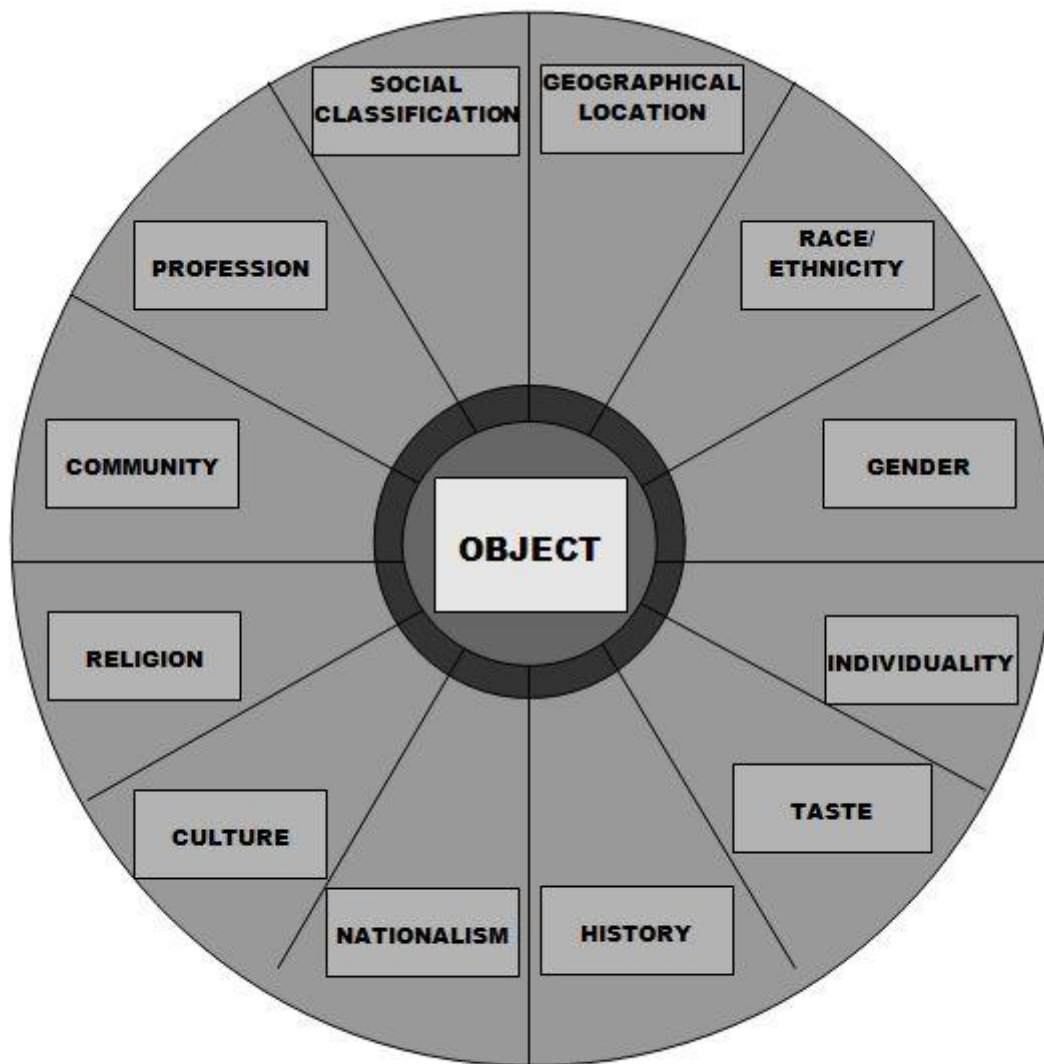 SOCIAL
CLASSIFICATION
GEOGRAPHICAL
LOCATION
RACE/
ETHNICITY
PROFESSION
COMMUNITY
GENDER
OBJECT
RELIGION
INDIVIDUALITY
TASTE
CULTURE
NATIONALISM
HISTORY